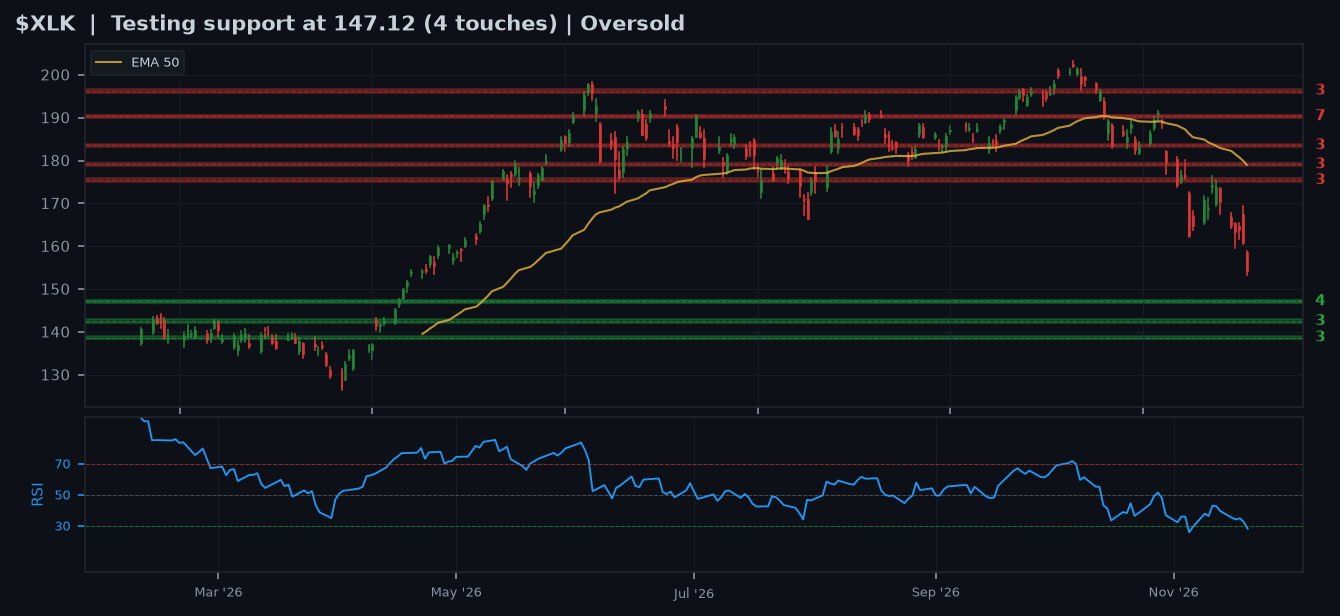 $XLK | Testing support at 147.12 (4 touches) | Oversold
EMA 50
200
190
180
170
160
150
140
130
3
7
3
3
3
4
3
3
RSI
70
50
30
Mar '26
May '26
Jul '26
Sep '26
Nov '26